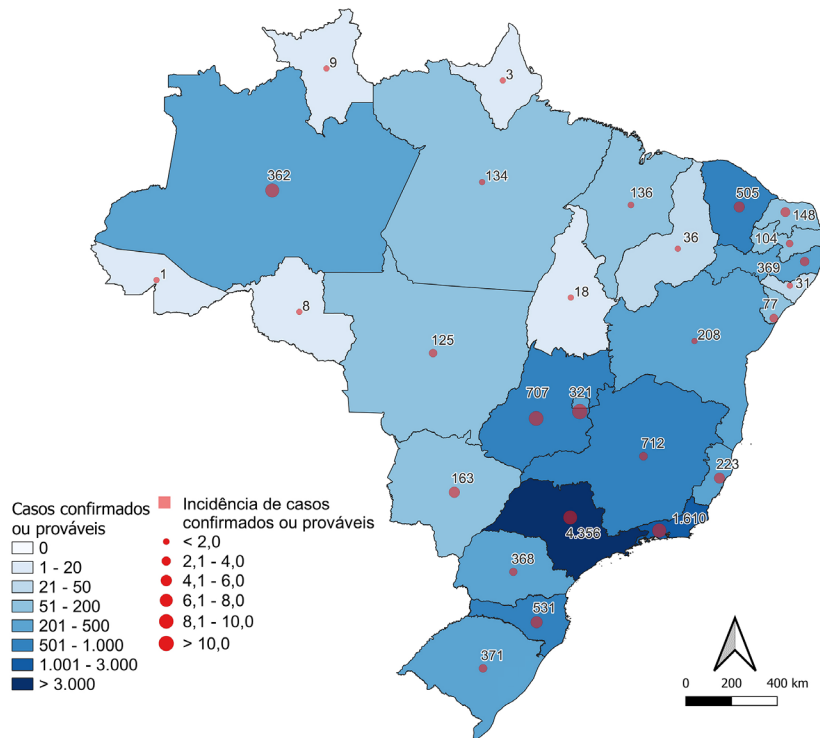 9
3
362
134
136
505
148
36
104
369
31
1
8
18
77
208
125
707
321
712
223
163
1.610
4.356
368
531
371
Casos confirmados
ou prováveis
0
1 - 20
21 - 50
51 - 200
201 - 500
501 - 1.000
1.001 - 3.000
> 3.000
Incidência de casos
confirmados ou prováveis
< 2,0
2,1 - 4,0
4,1 - 6,0
6,1 - 8,0
8,1 - 10,0
> 10,0
0 200 400 km